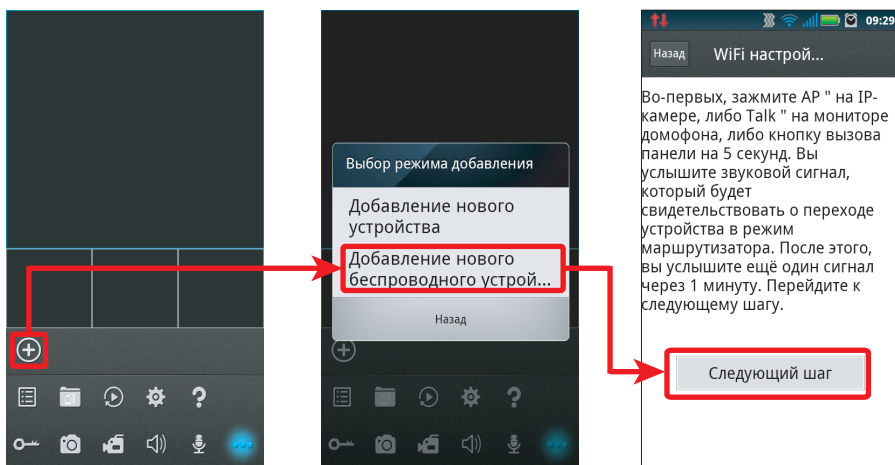 Выбор режима добавления
Добавление нового
устройства
Добавление нового
беспроводного устрой...
Назад
09:29
Назад
WiFi настрой...
Во-первых, зажмите AP " на IP-
камере, либо Talk " на мониторе
домофона, либо кнопку вызова
панели на 5 секунд. Вы
услышите звуковой сигнал,
который будет
свидетельствовать о переходе
устройства в режим
маршрутизатора. После этого,
вы услышите ещё один сигнал
через 1 минуту. Перейдите к
следующему шагу.
Следующий шаг